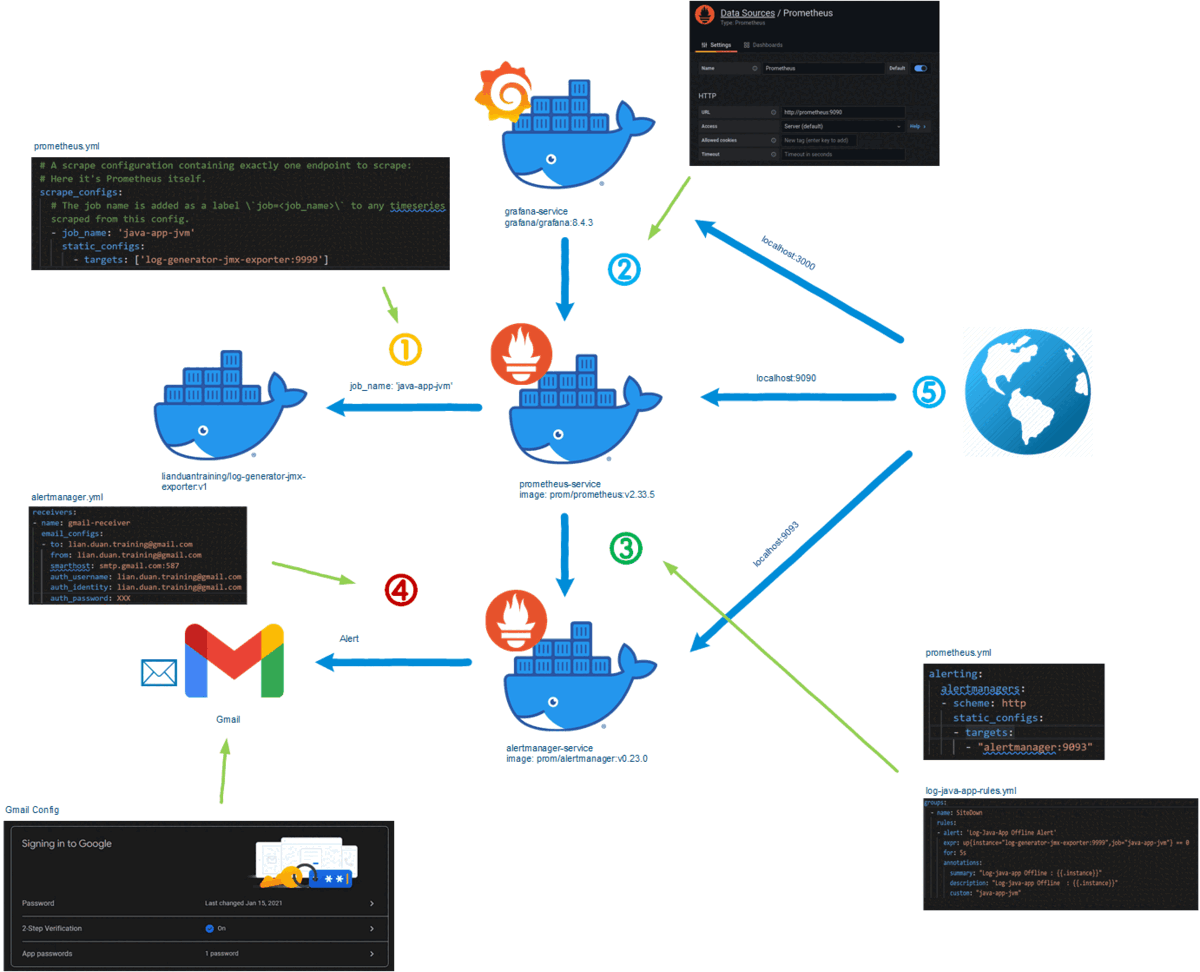 Data Sources / Prometheus
Type: Prometheus
Settings
Dashboards
Name
Prometheus
Default
HTTP
URL
http://prometheus:9090
Access
Server (default)
Help
Allowed cookies
New tag (enter key to add)
Timeout
Timeout in seconds
prometheus.yml
# A scrape configuration containing exactly one endpoint to scrape:
# Here it's Prometheus itself.
scrape_configs:
# The job name is added as a label \`job=<job_name>\` to any timeseries
scraped from this config.
- job_name: 'java-app-jvm'
static_configs:
- targets: ['log-generator-jmx-exporter:9999']
grafana-service
grafana/grafana:8.4.3
2
localhost:3000
1
job_name: 'java-app-jvm'
localhost:9090
5
lianduantraining/log-generator-jmx-
exporter:v1
prometheus-service
image: prom/prometheus:v2.33.5
alertmanager.yml
receivers:
- name: gmail-receiver
email_configs:
- to: lian.duan.training@gmail.com
from: lian.duan.training@gmail.com
smarthost: smtp.gmail.com:587
auth_username: lian.duan.training@gmail.com
auth_identity: lian.duan.training@gmail.com
auth_password: XXX
3
localhost:9093
4
Alert
Gmail
alertmanager-service
image: prom/alertmanager:v0.23.0
prometheus.yml
alerting:
alertmanagers:
- scheme: http
static_configs:
- targets:
- "alertmanager:9093"
log-java-app-rules.yml
groups:
- name: SiteDown
rules:
- alert: 'Log-Java-App Offline Alert'
expr: up{instance="log-generator-jmx-exporter:9999",job="java-app-jvm"} == 0
for: 5s
annotations:
summary: "Log-java-app Offline : {{.instance}}"
description: "Log-java-app Offline : {{.instance}}"
custom: "java-app-jvm"
Gmail Config
Signing in to Google
**
Password
Last changed Jan 15, 2021
2-Step Verification
On
App passwords
1 password